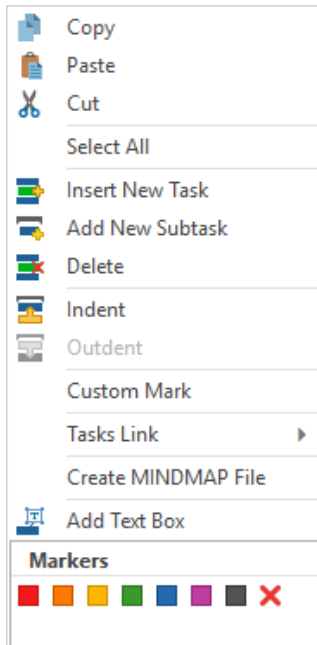 Copy
Paste
Cut
Select All
Insert New Task
Add New Subtask
Delete
Indent
Outdent
Custom Mark
Tasks Link
Create MINDMAP File
Add Text Box
Markers